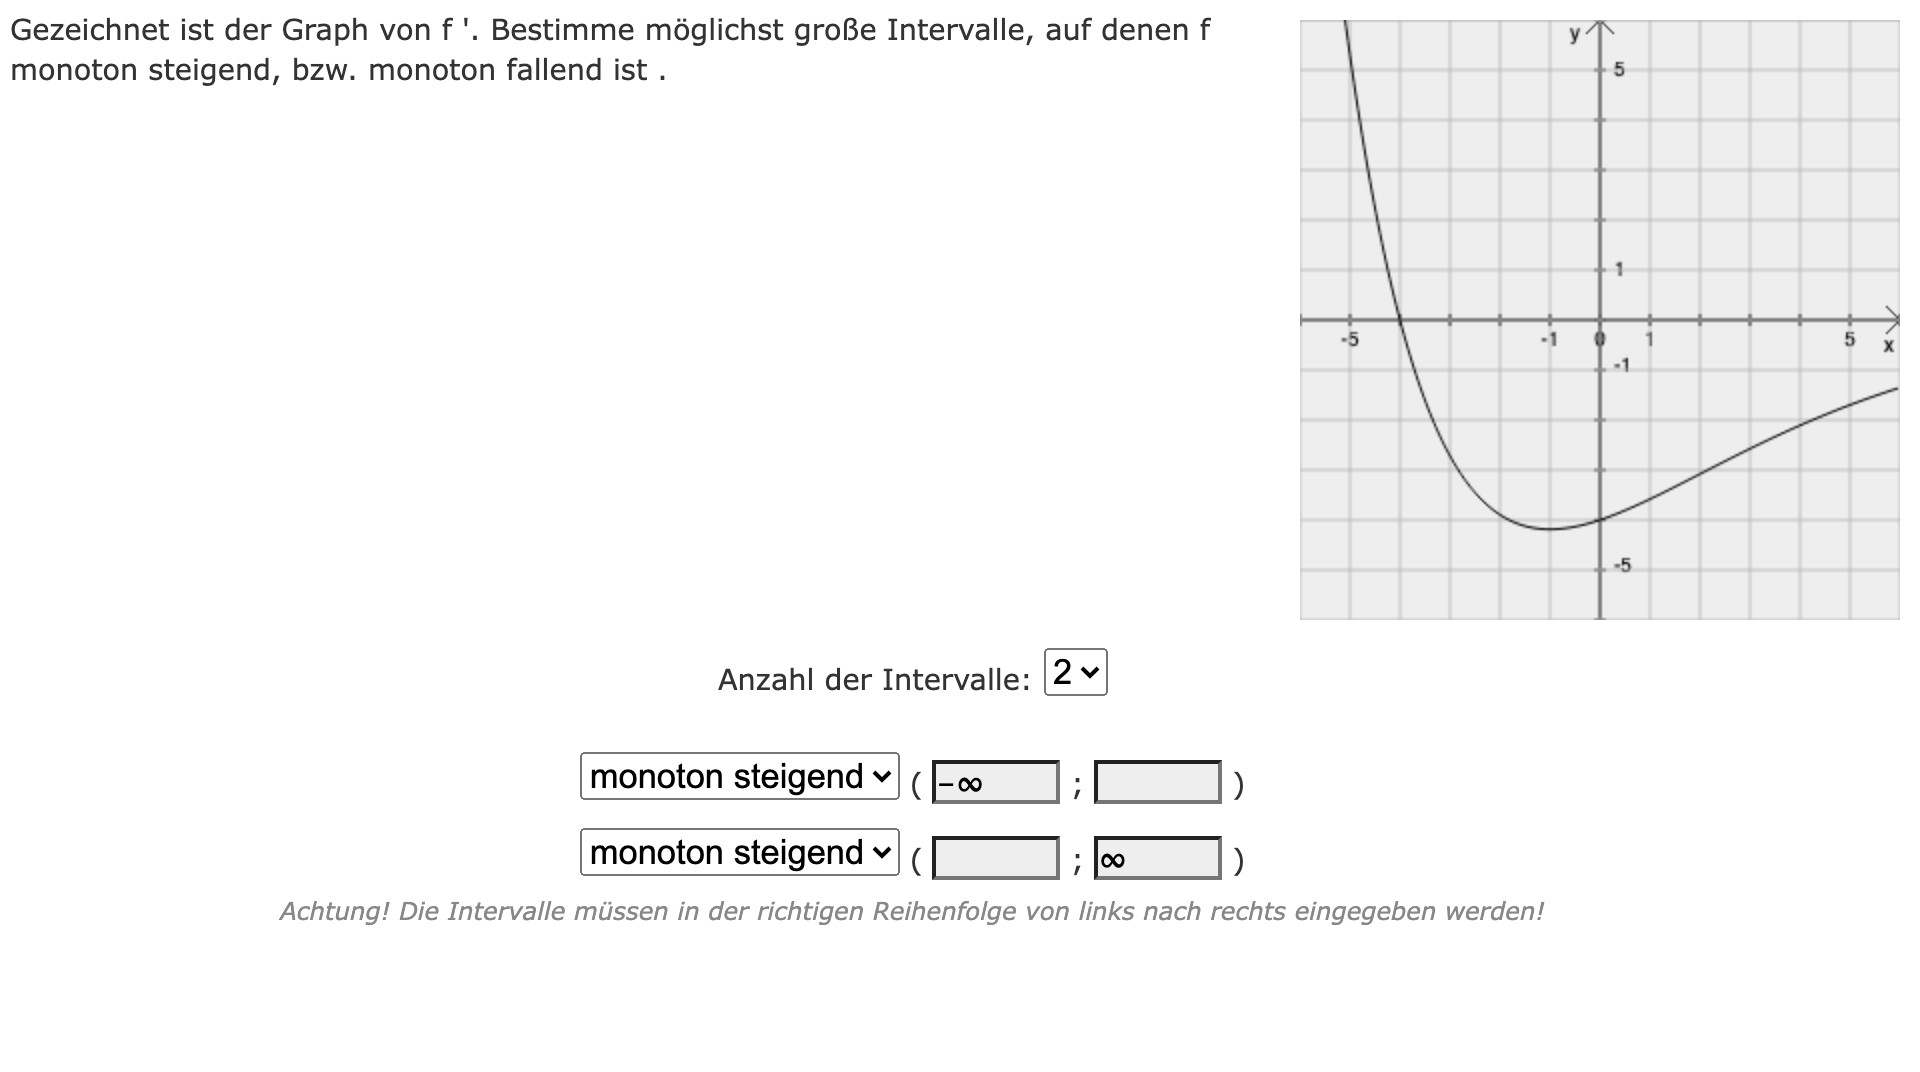 Gezeichnet ist der Graph von f '. Bestimme möglichst große Intervalle, auf denen f
monoton steigend, bzw. monoton fallend ist .
y
5
1
-5 -1 0 1 5 x
-1
-5
Anzahl der Intervalle: 2
monoton steigend ( -∞ ; )
monoton steigend ( ; ∞ )
Achtung! Die Intervalle müssen in der richtigen Reihenfolge von links nach rechts eingegeben werden!